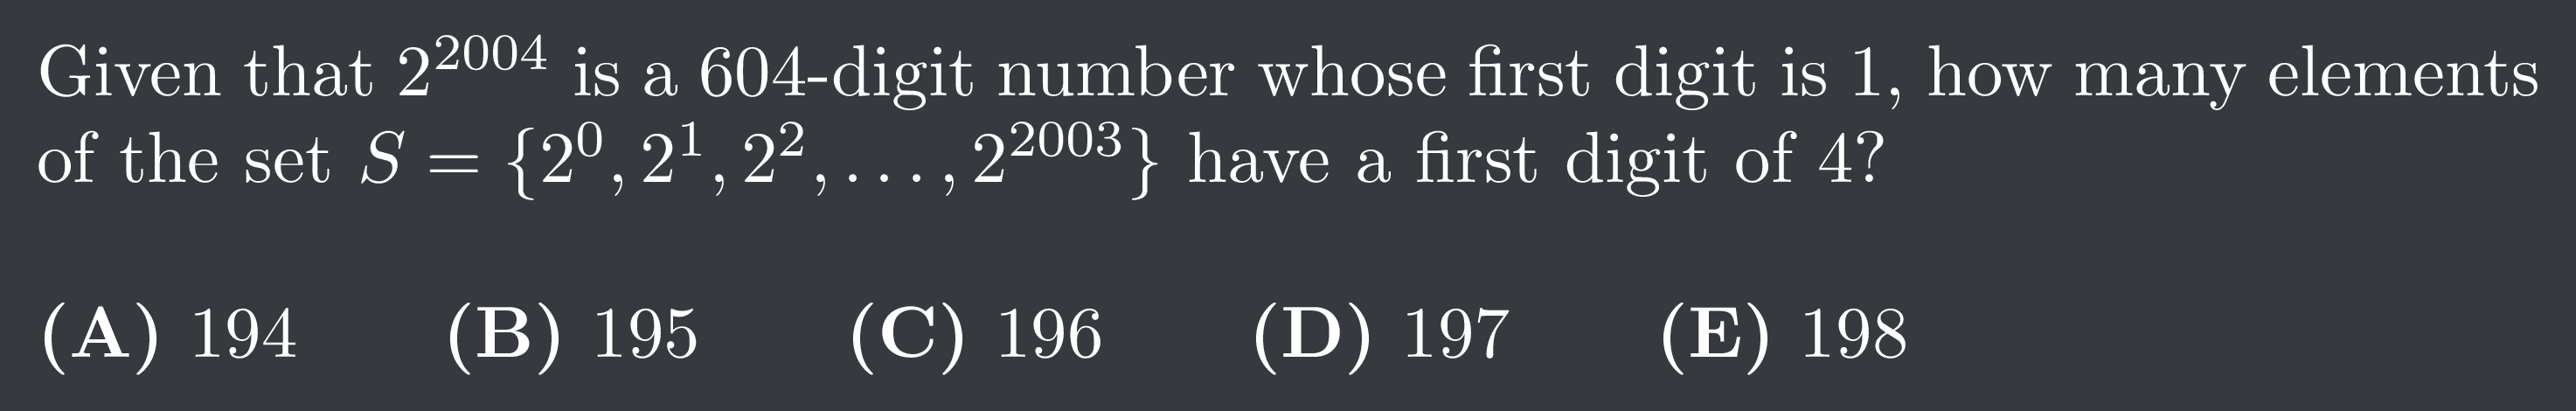 Given that 2^{2004} is a 604-digit number whose first digit is 1, how many elements
of the set S = {2^0, 2^1, 2^2, . . . , 2^{2003}} have a first digit of 4?
(A) 194 (B) 195 (C) 196 (D) 197 (E) 198